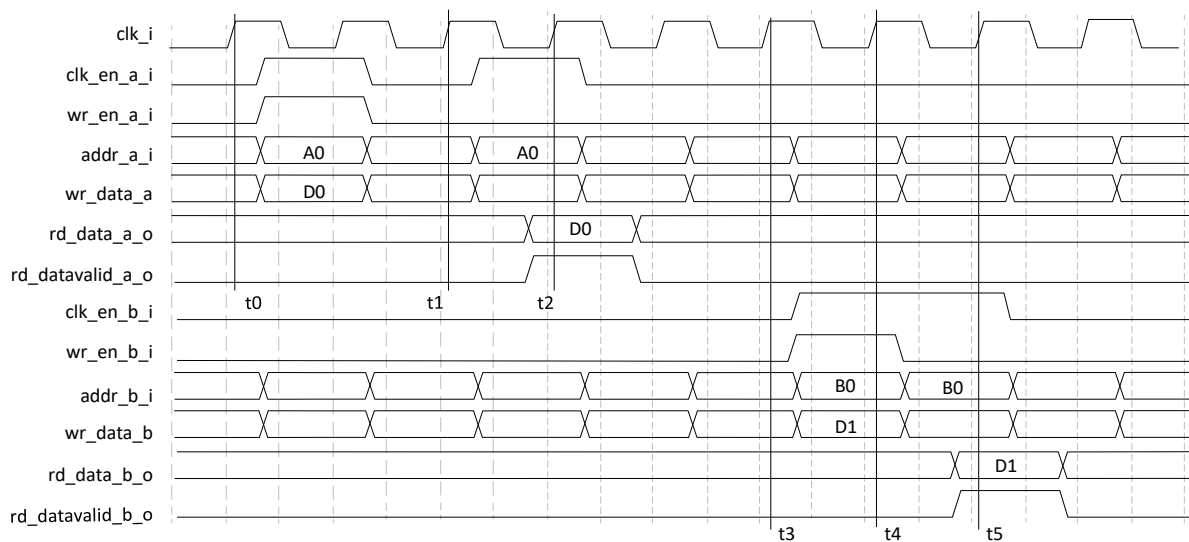 clk_i
clk_en_a_i
wr_en_a_i
addr_a_i A0 A0
wr_data_a D0
rd_data_a_o D0
rd_datavalid_a_o
t0 t1 t2
clk_en_b_i
wr_en_b_i
addr_b_i B0 B0
wr_data_b D1
rd_data_b_o D1
rd_datavalid_b_o
t3 t4 t5